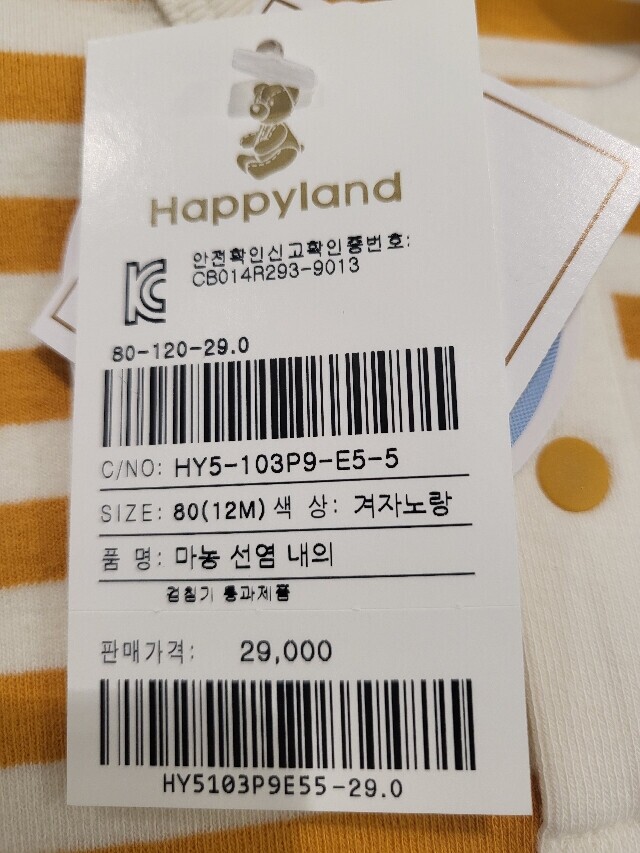 Happyland
안전확인신고확인증번호:
CB014R293-9013
80-120-29.0
C/NO: HY5-103P9-E5-5
SIZE: 80(12M) 색 상: 겨자노랑
품 명: 마농 선염 내의
검침기 통과제품
판매가격: 29,000
HY5103P9E55-29.0